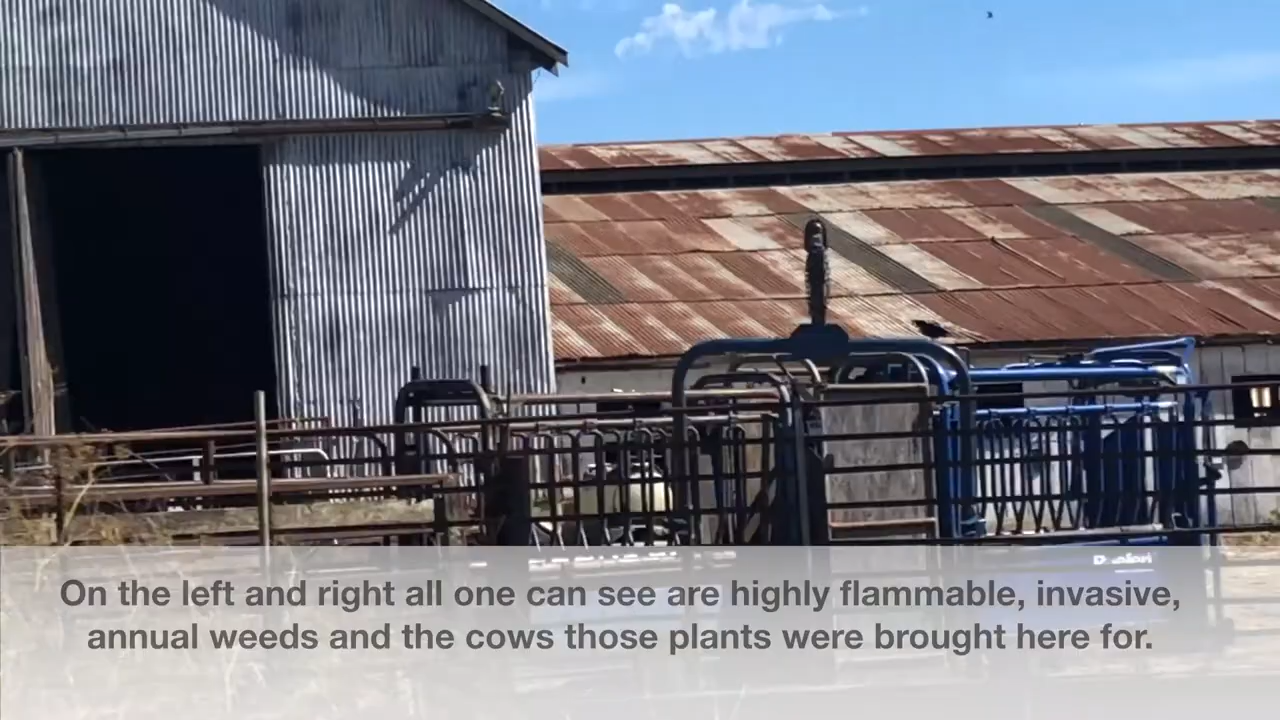 On the left and right all one can see are highly flammable, invasive,
annual weeds and the cows those plants were brought here for.